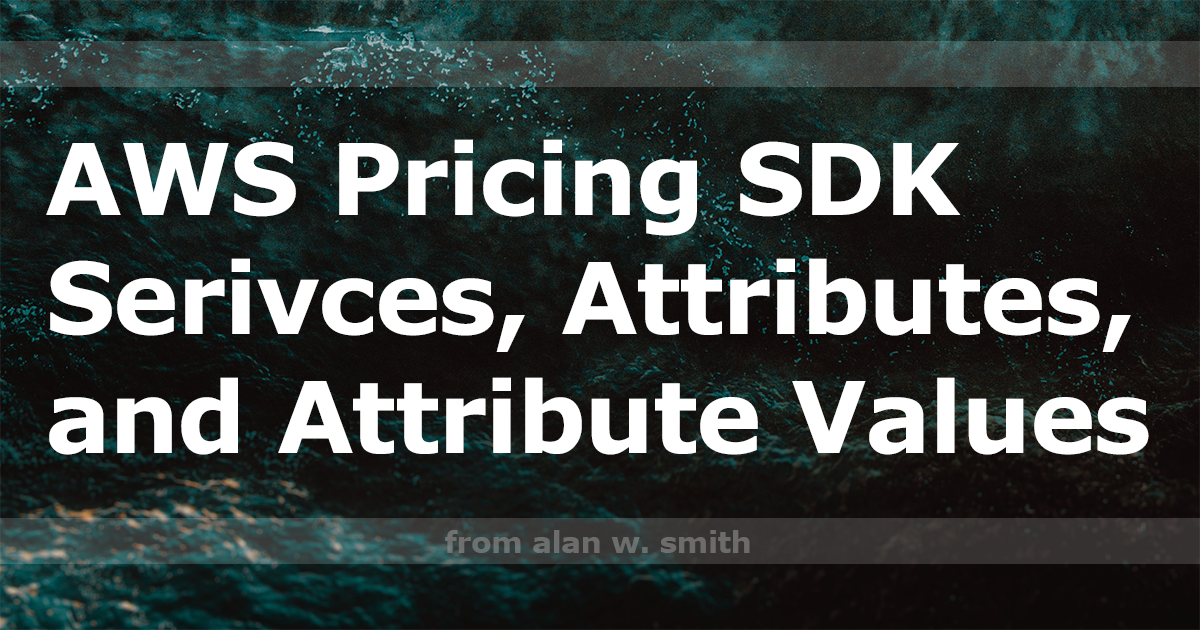 AWS Pricing SDK
Serivces, Attributes,
and Attribute Values
from alan w. smith